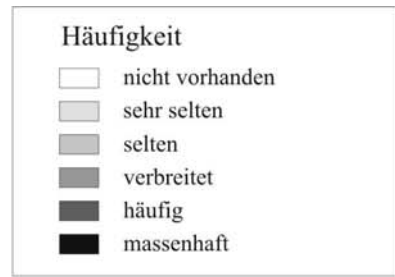 Häufigkeit
nicht vorhanden
sehr selten
selten
verbreitet
häufig
massenhaft